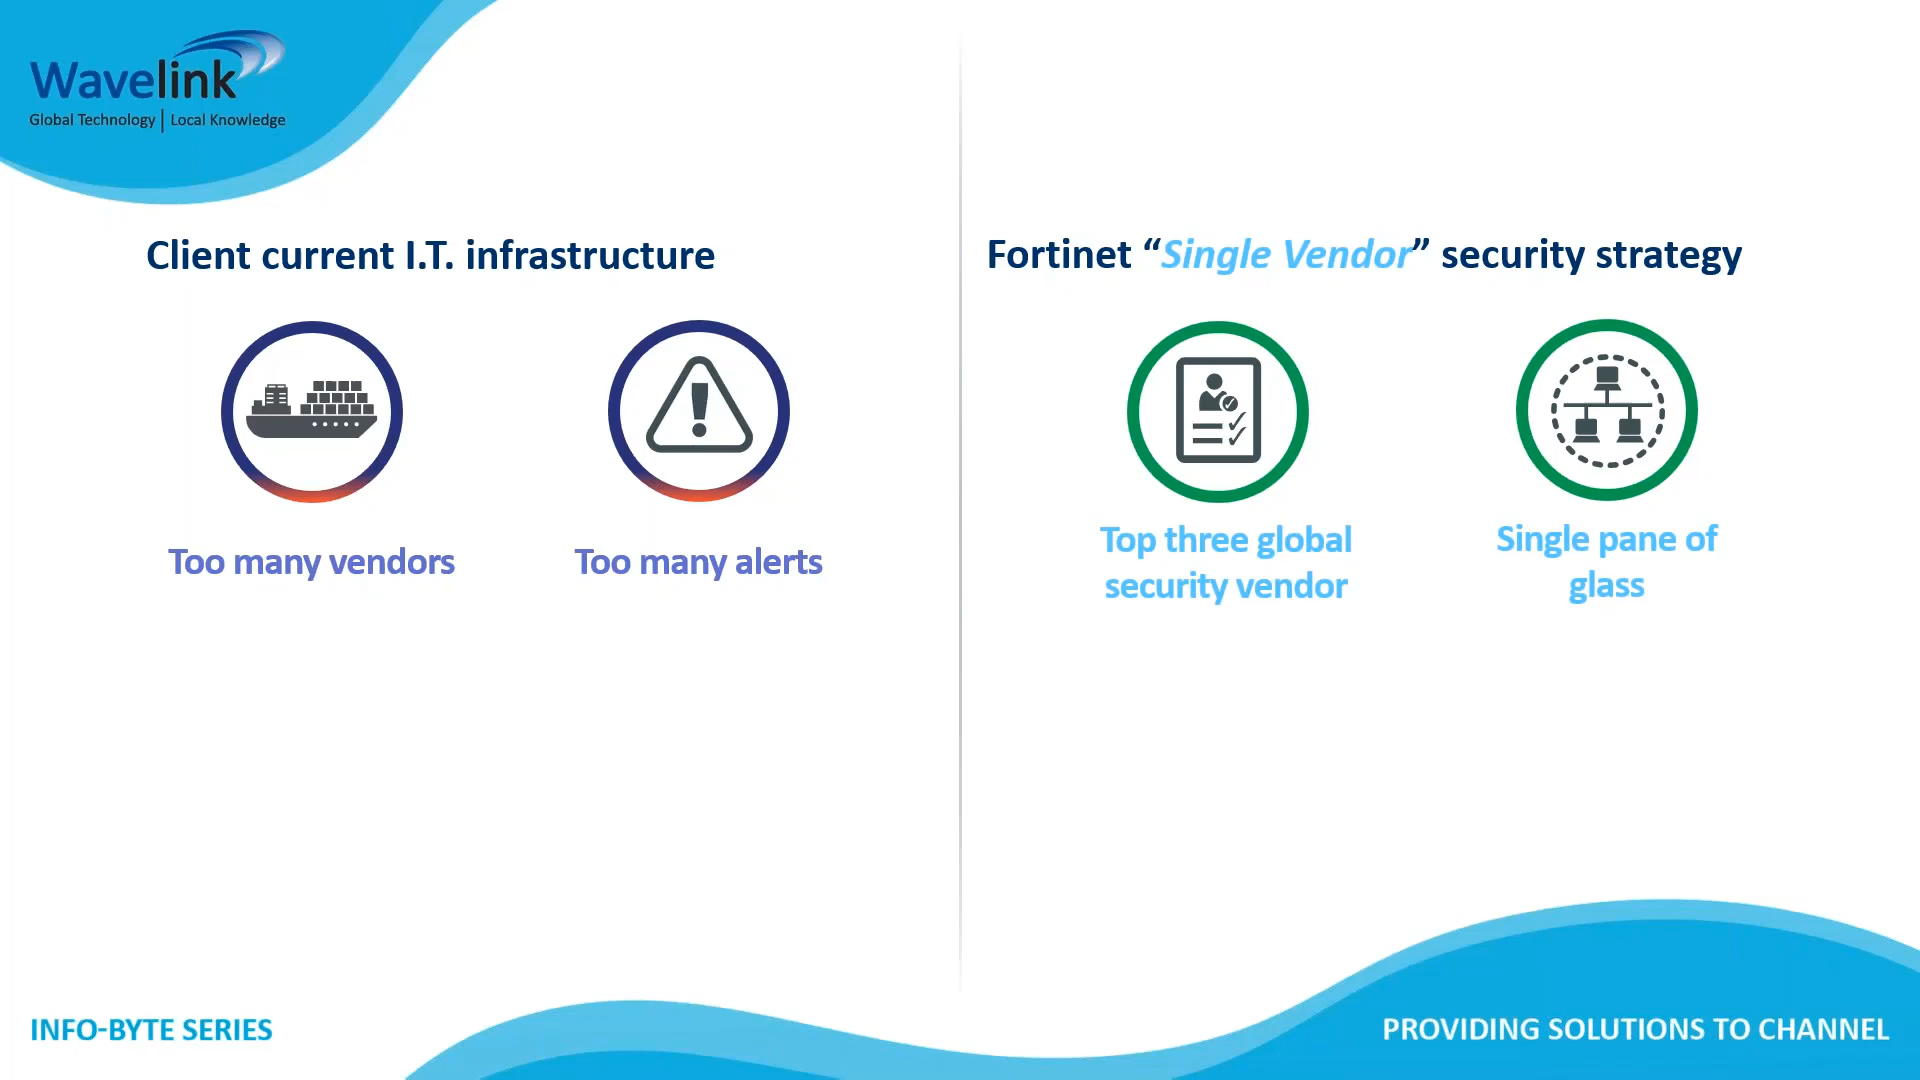 Wavelink
Global Technology | Local Knowledge
Client current I.T. infrastructure
Too many vendors
Too many alerts
Fortinet “Single Vendor” security strategy
Top three global
security vendor
Single pane of
glass
INFO-BYTE SERIES
PROVIDING SOLUTIONS TO CHANNEL